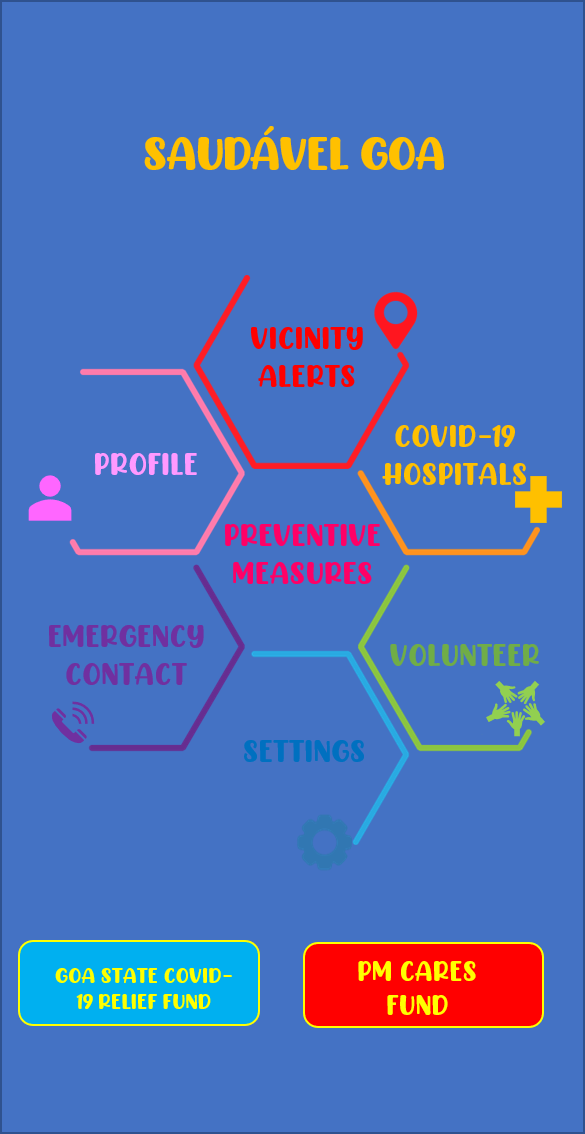 SAUDÁVEL GOA
VICINITY
ALERTS
COVID-19
HOSPITALS
PROFILE
PREVENTIVE
MEASURES
EMERGENCY
CONTACT
VOLUNTEER
SETTINGS
GOA STATE COVID-
19 RELIEF FUND
PM CARES
FUND